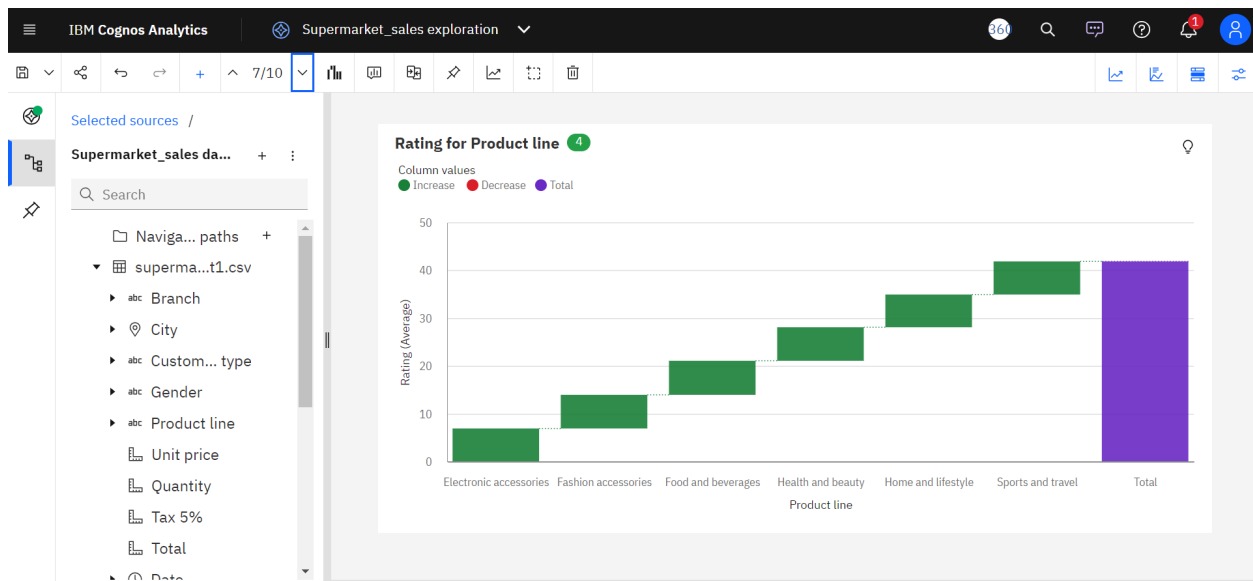 IBM Cognos Analytics
Supermarket_sales exploration
360
1
7/10
Selected sources /
Supermarket_sales da...
Search
Naviga... paths
superma...t1.csv
abc Branch
City
abc Custom... type
abc Gender
abc Product line
Unit price
Quantity
Tax 5%
Total
Date
Rating for Product line 4
Column values
Increase Decrease Total
50
40
30
20
10
0
Rating (Average)
Electronic accessories Fashion accessories Food and beverages Health and beauty Home and lifestyle Sports and travel Total
Product line